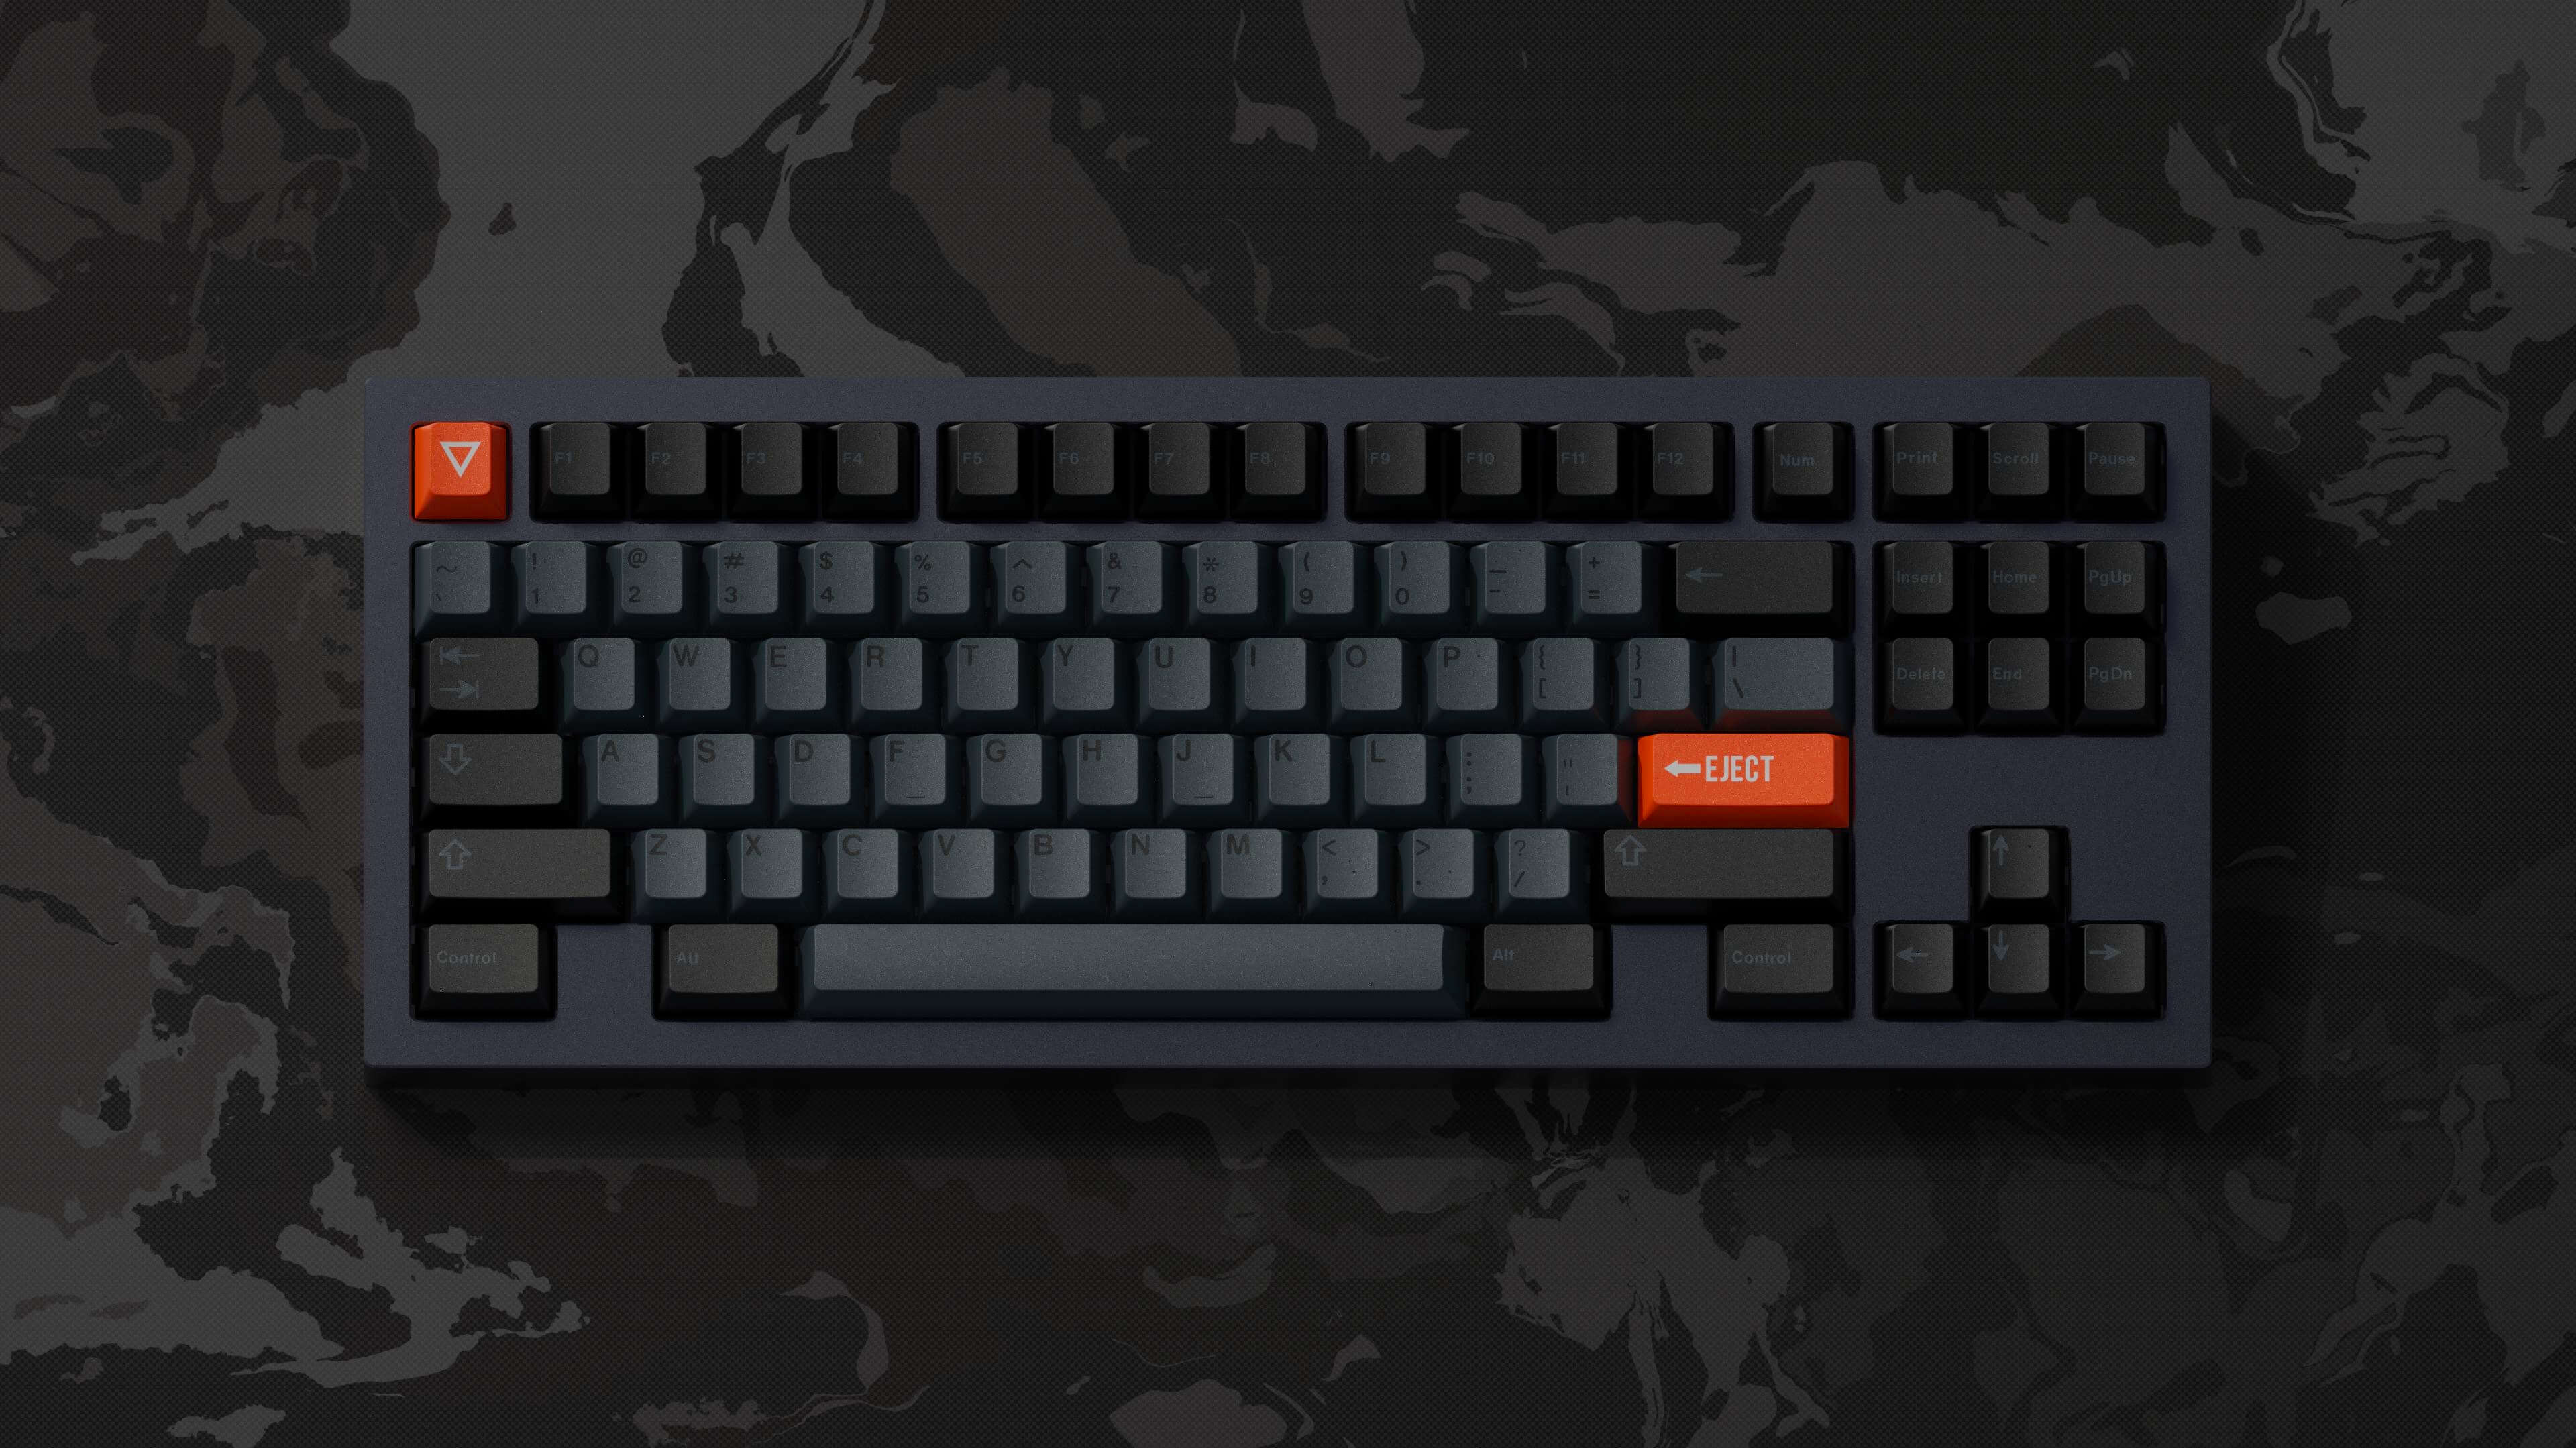 F1 F2 F3 F4 F5 F6 F7 F8 F9 F10 F11 F12 Num Print Scroll Pause
~ ! @ # $ % ^ & * ( ) _ +
` 1 2 3 4 5 6 7 8 9 0 - = ← Insert Home PgUp
Q W E R T Y U I O P { } |
[ ] \ Delete End PgDn
A S D F G H J K L : "
; ' ←EJECT
Z X C V B N M < > ?
, . /
Control Alt Alt Control